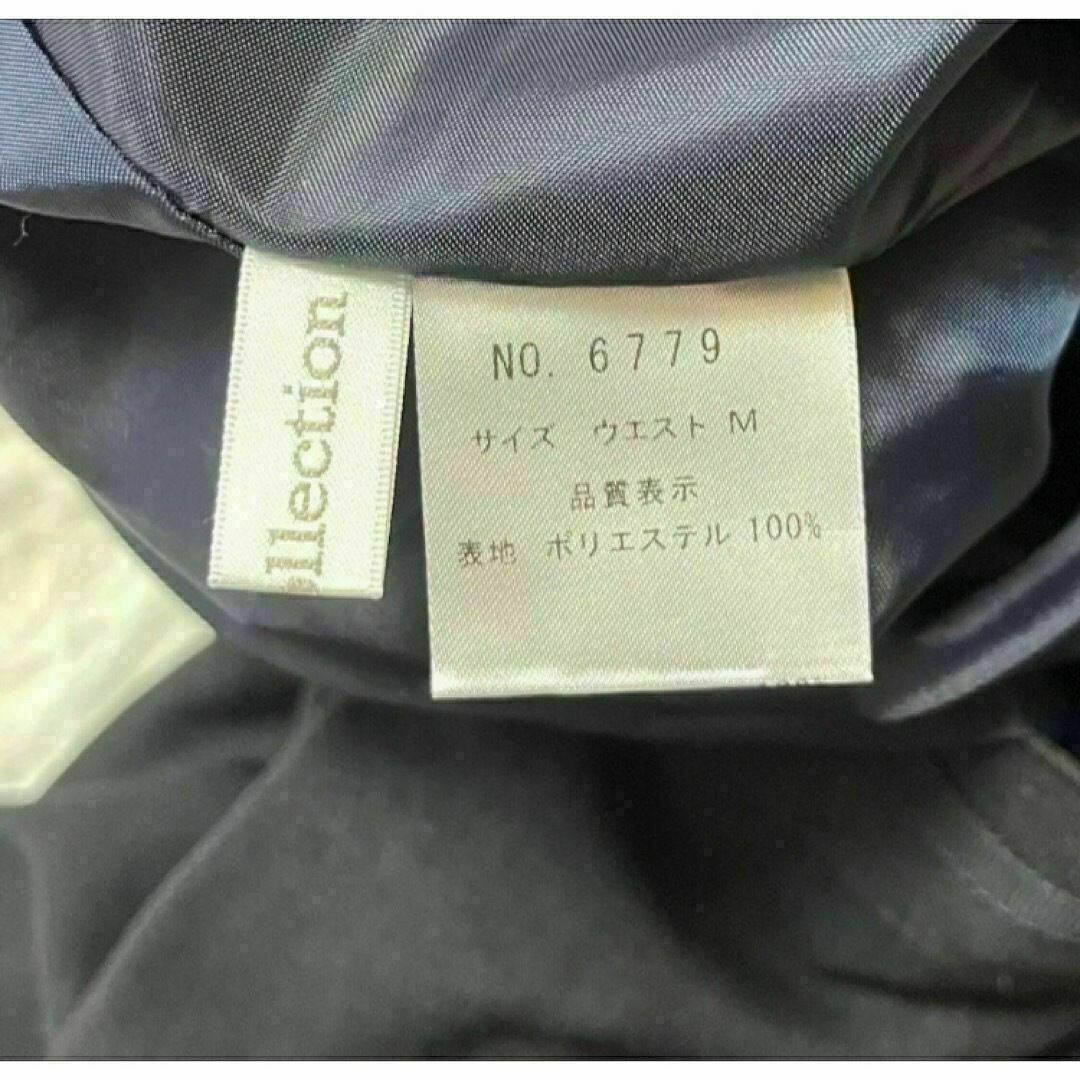 llection
NO. 6779
サイズ ウエスト M
品質表示
表地 ポリエステル 100%